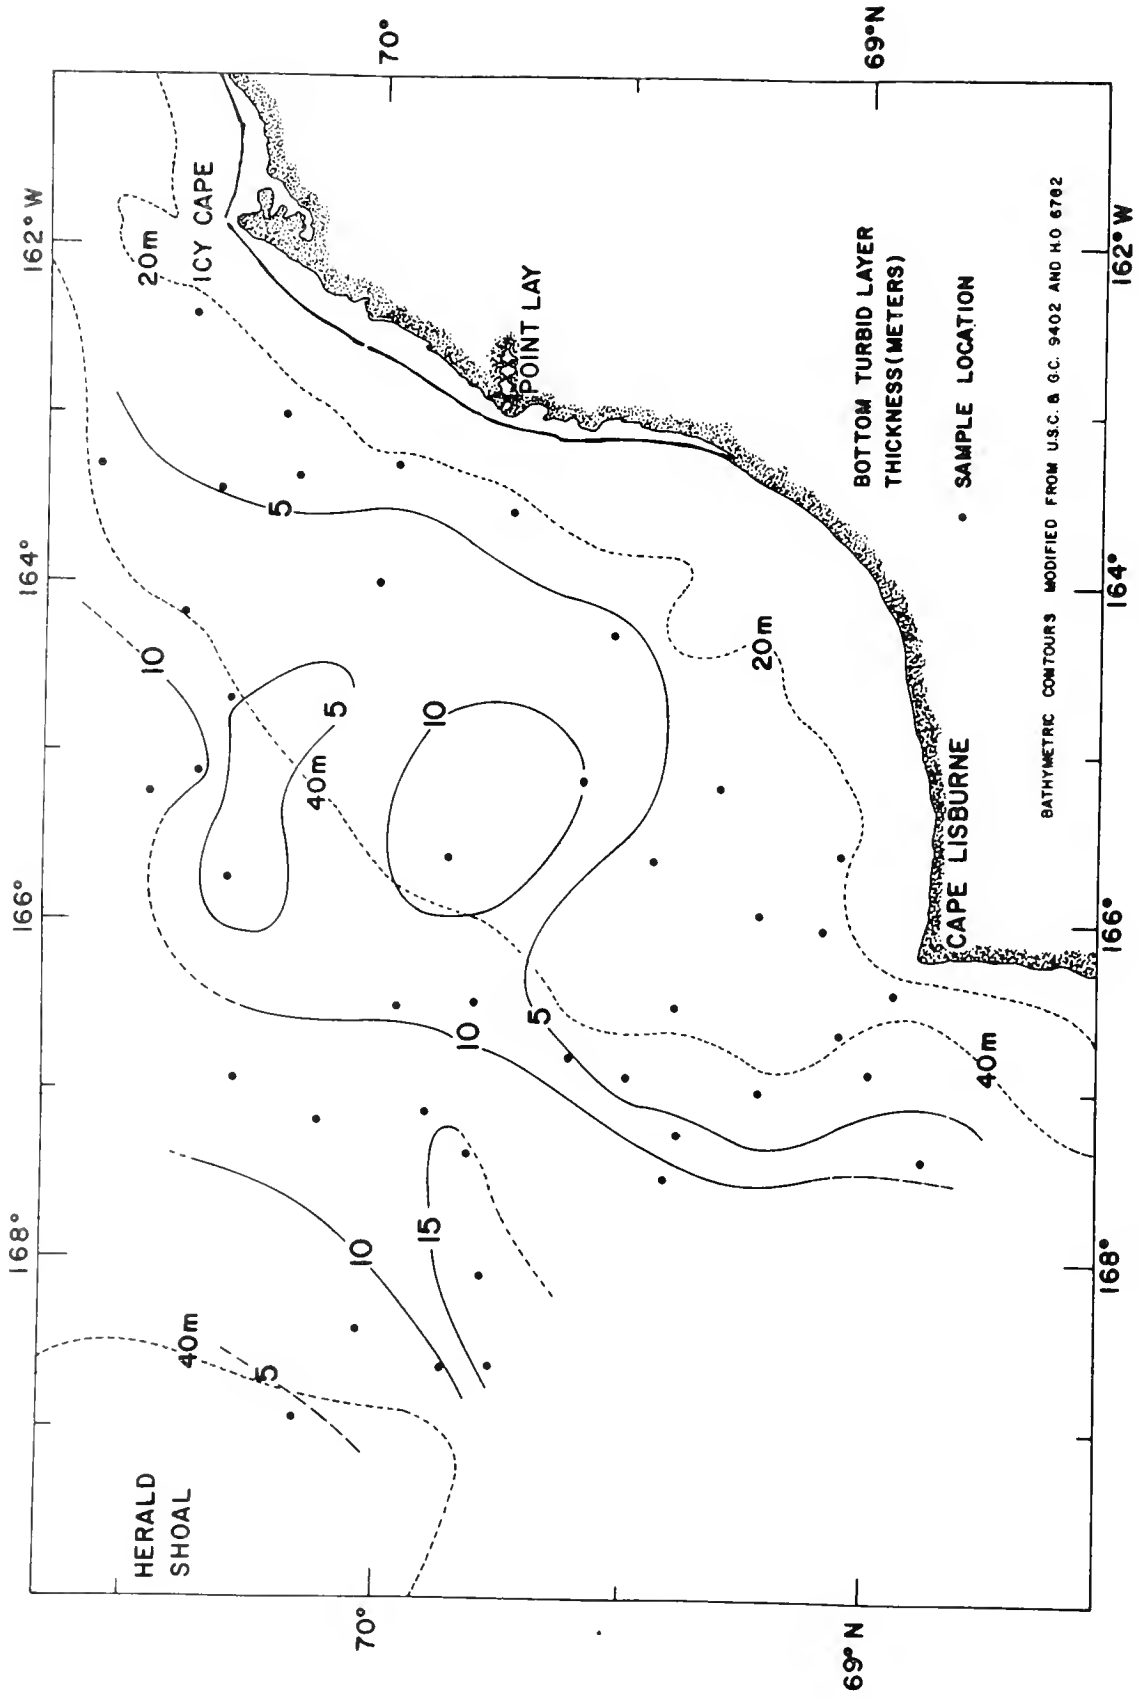 162°W
164°
166°
168°
70°
69°N
70°
69°N
162°W
164°
166°
168°
HERALD
SHOAL
ICY CAPE
POINT LAY
CAPE LISBURNE
20m
20m
40m
40m
40m
5
5
5
5
10
10
10
10
15
BOTTOM TURBID LAYER
THICKNESS (METERS)
• SAMPLE LOCATION
BATHYMETRIC CONTOURS MODIFIED FROM U.S.C. & G.C. 9402 AND H.O 6782